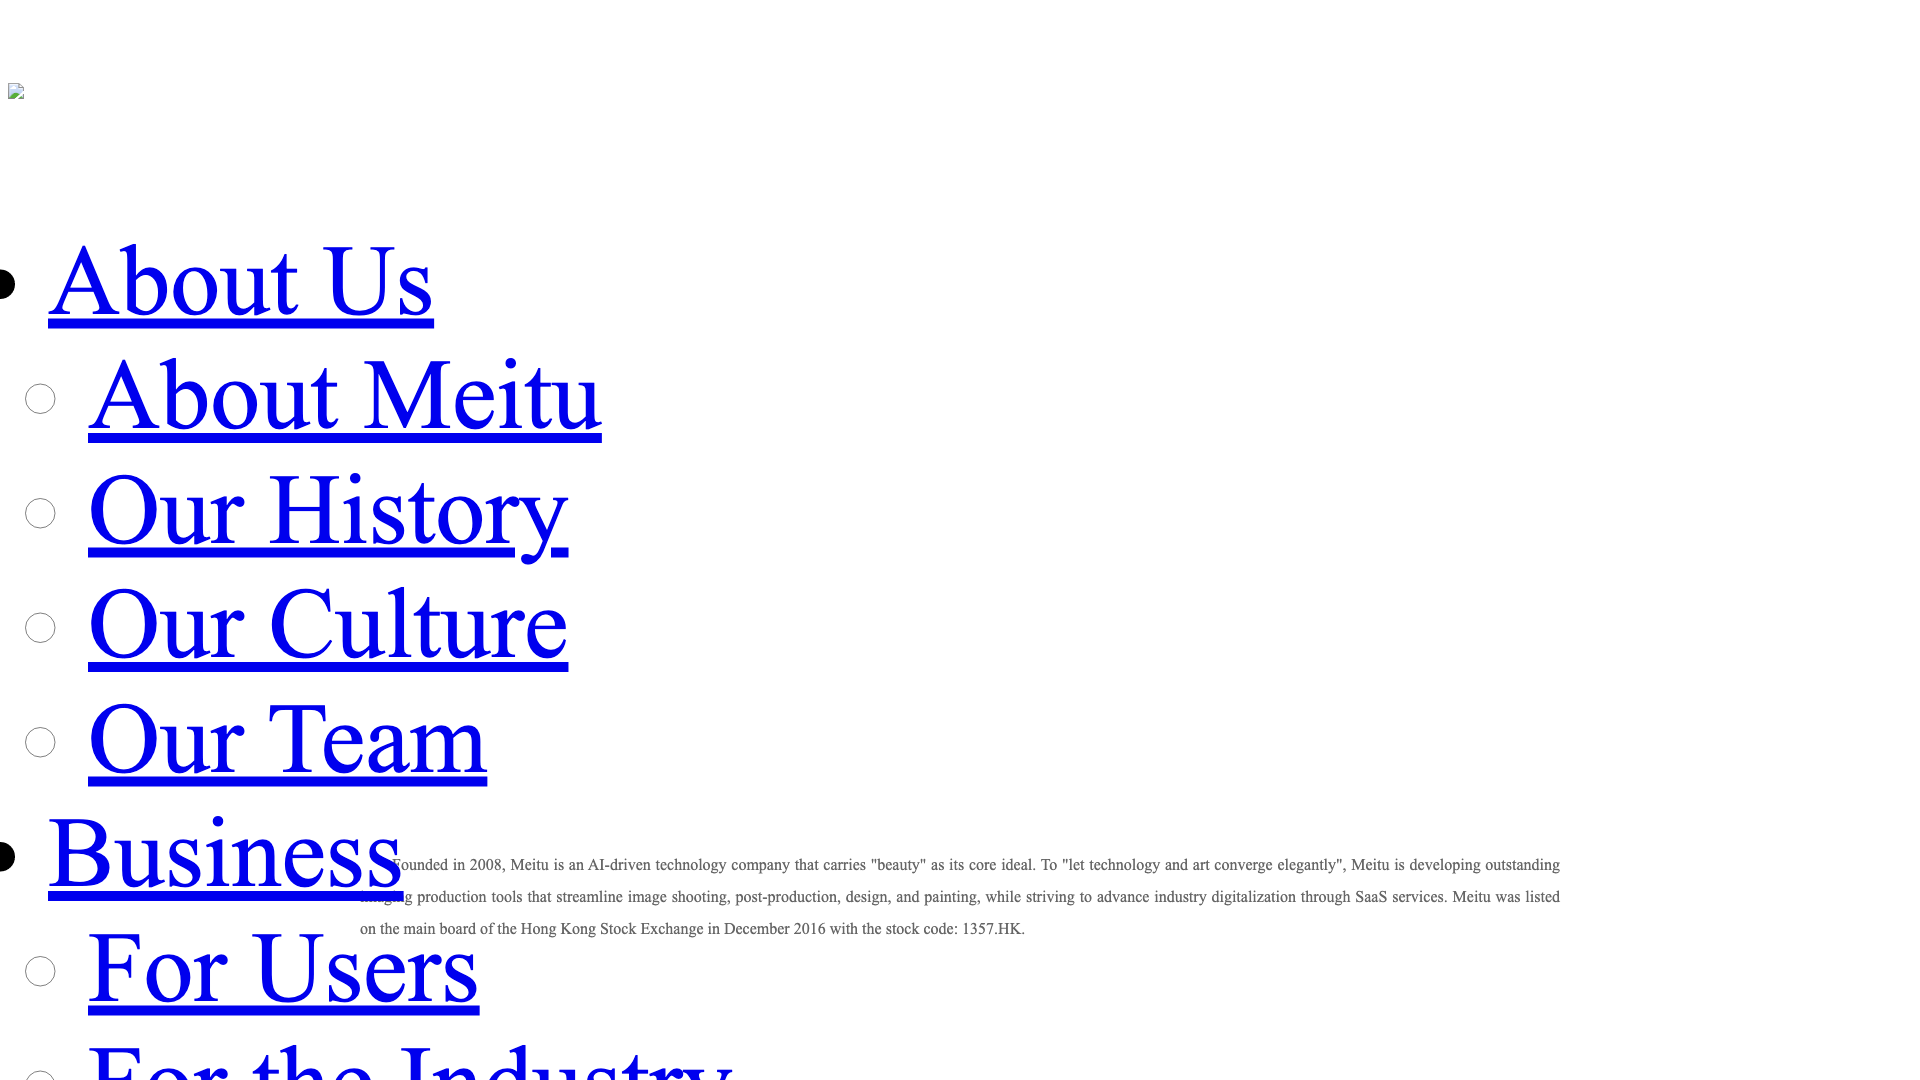 About Us
About Meitu
Our History
Our Culture
Our Team
Business
Founded in 2008, Meitu is an AI-driven technology company that carries "beauty" as its core ideal. To "let technology and art converge elegantly", Meitu is developing outstanding
imaging production tools that streamline image shooting, post-production, design, and painting, while striving to advance industry digitalization through SaaS services. Meitu was listed
on the main board of the Hong Kong Stock Exchange in December 2016 with the stock code: 1357.HK.
For Users
For the Industry